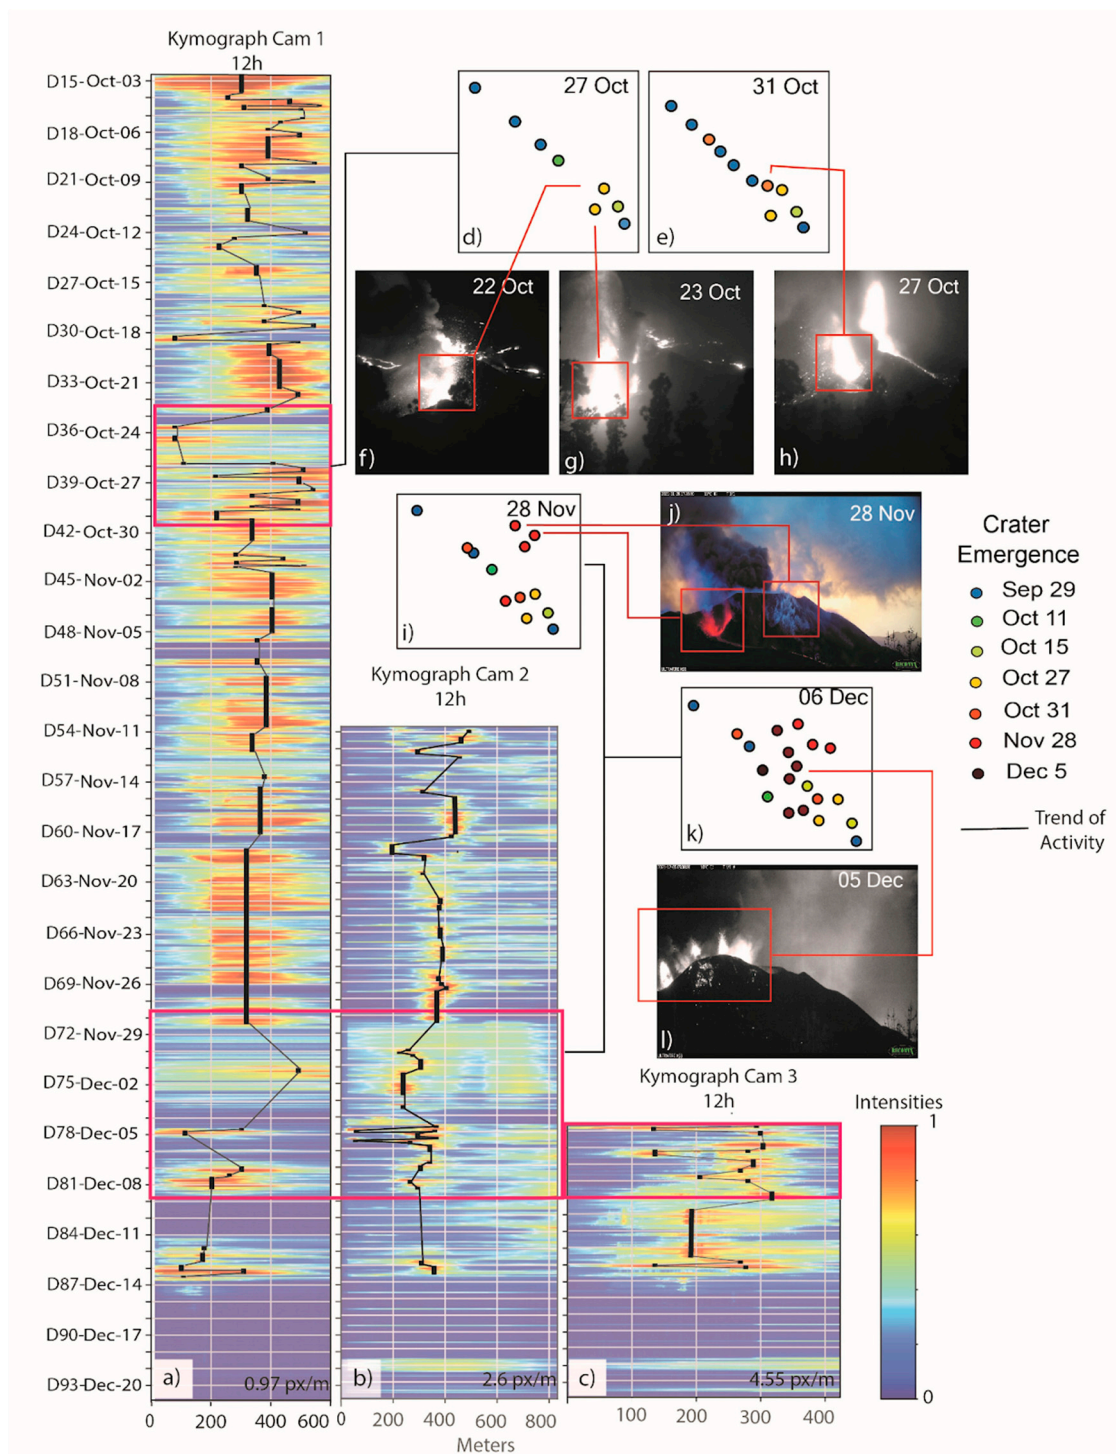 Kymograph Cam 1
12h
D15-Oct-03
D18-Oct-06
D21-Oct-09
D24-Oct-12
D27-Oct-15
D30-Oct-18
D33-Oct-21
D36-Oct-24
D39-Oct-27
D42-Oct-30
D45-Nov-02
D48-Nov-05
D51-Nov-08
D54-Nov-11
D57-Nov-14
D60-Nov-17
D63-Nov-20
D66-Nov-23
D69-Nov-26
D72-Nov-29
D75-Dec-02
D78-Dec-05
D81-Dec-08
D84-Dec-11
D87-Dec-14
D90-Dec-17
D93-Dec-20
a)
0.97 px/m
0 200 400 600
27 Oct
d)
31 Oct
e)
22 Oct
f)
23 Oct
g)
27 Oct
h)
28 Nov
i)
j)
28 Nov
Crater
Emergence
Sep 29
Oct 11
Oct 15
Oct 27
Oct 31
Nov 28
Dec 5
Trend of
Activity
06 Dec
k)
05 Dec
l)
Kymograph Cam 2
12h
b)
2.6 px/m
0 200 400 600 800
Meters
Kymograph Cam 3
12h
c)
4.55 px/m
100 200 300 400
Intensities
1
0